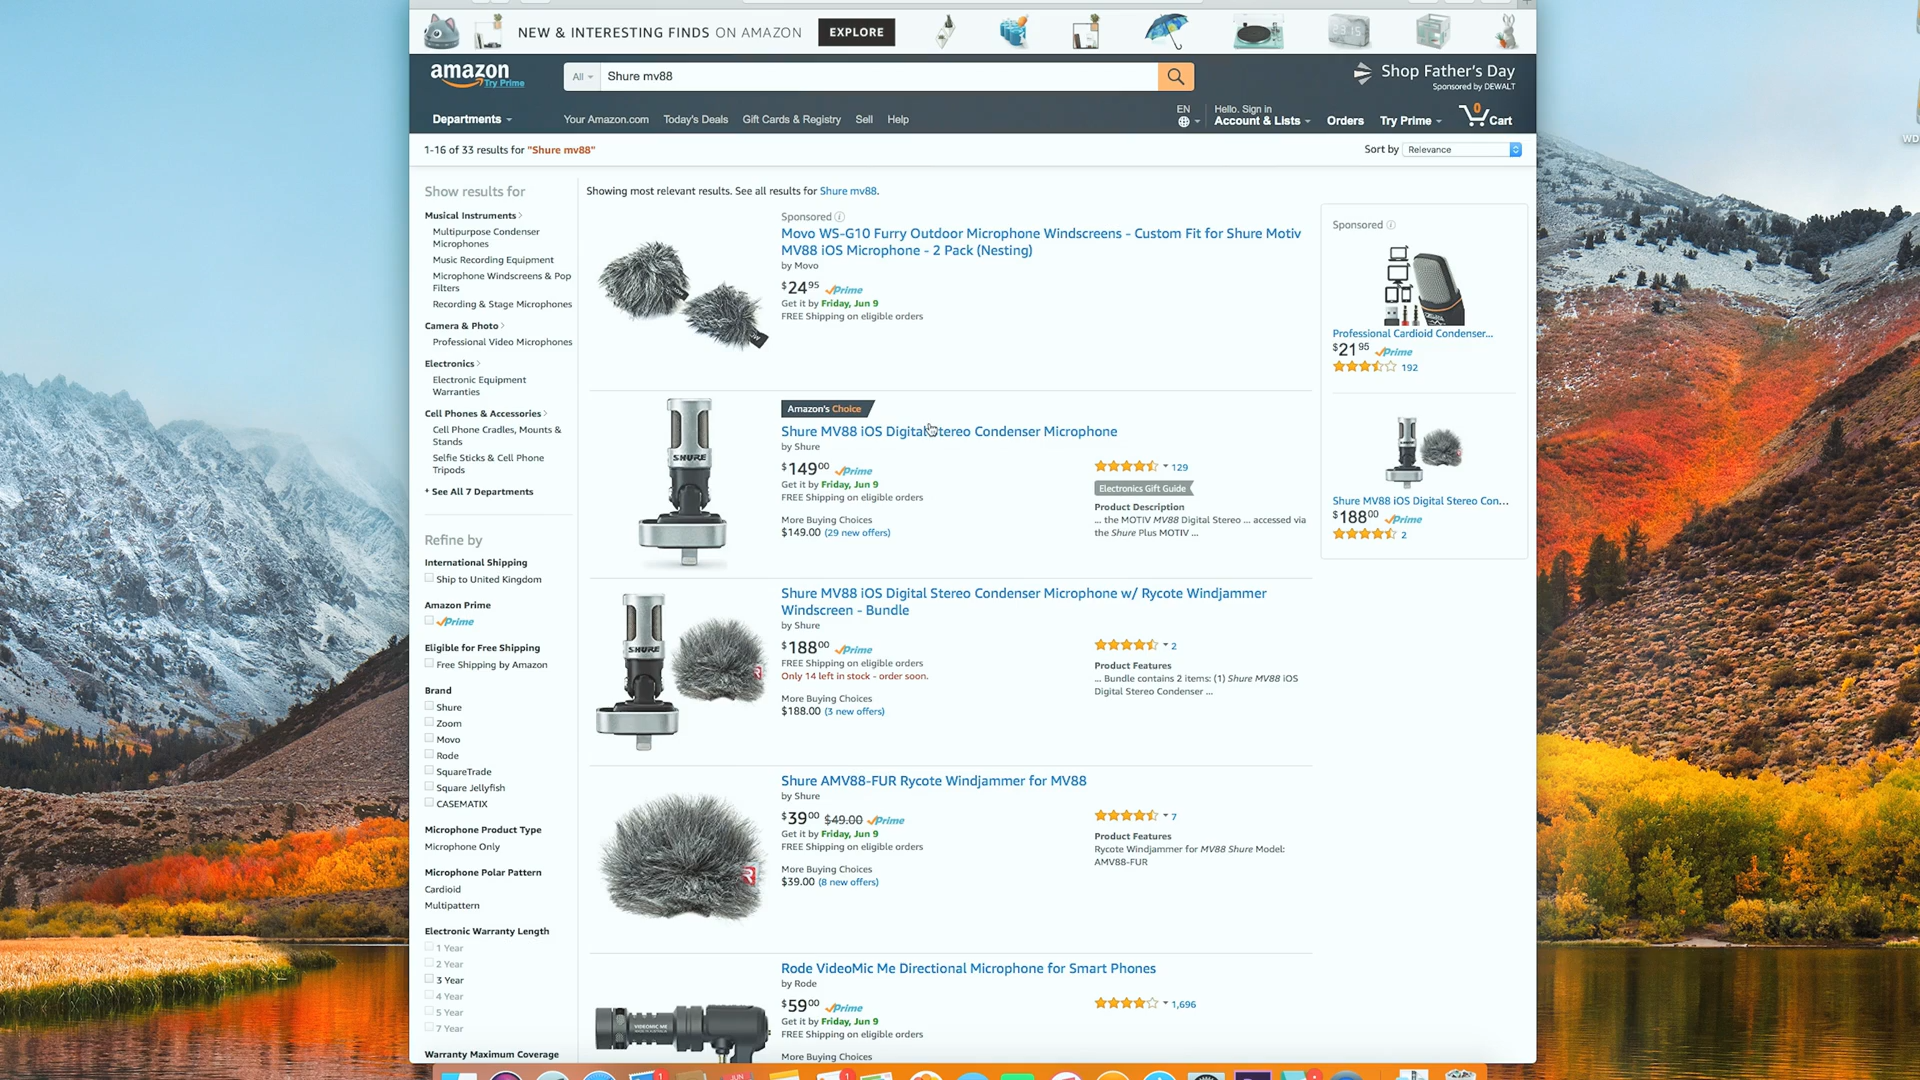 NEW & INTERESTING FINDS ON AMAZON EXPLORE
amazon
Try Prime
All
Shure mv88
Shop Father's Day
Sponsored by DEWALT
Departments
Your Amazon.com Today's Deals Gift Cards & Registry Sell Help
EN
Hello. Sign in
Account & Lists
Orders
Try Prime
0
Cart
WD
1-16 of 33 results for "Shure mv88"
Sort by Relevance
Show results for
Musical Instruments
Multipurpose Condenser
Microphones
Music Recording Equipment
Microphone Windscreens & Pop
Filters
Recording & Stage Microphones
Camera & Photo
Professional Video Microphones
Electronics
Electronic Equipment
Warranties
Cell Phones & Accessories
Cell Phone Cradles, Mounts &
Stands
Selfie Sticks & Cell Phone
Tripods
+ See All 7 Departments
Refine by
International Shipping
Ship to United Kingdom
Amazon Prime
Prime
Eligible for Free Shipping
Free Shipping by Amazon
Brand
Shure
Zoom
Movo
Rode
SquareTrade
Square Jellyfish
CASEMATIX
Microphone Product Type
Microphone Only
Microphone Polar Pattern
Cardioid
Multipattern
Electronic Warranty Length
1 Year
2 Year
3 Year
4 Year
5 Year
7 Year
Warranty Maximum Coverage
Showing most relevant results. See all results for Shure mv88.
Sponsored
Movo WS-G10 Furry Outdoor Microphone Windscreens - Custom Fit for Shure Motiv
MV88 iOS Microphone - 2 Pack (Nesting)
by Movo
$24.95 Prime
Get it by Friday, Jun 9
FREE Shipping on eligible orders
Amazon's Choice
Shure MV88 iOS Digital Stereo Condenser Microphone
by Shure
SHURE
$149.00 Prime
Get it by Friday, Jun 9
FREE Shipping on eligible orders
More Buying Choices
$149.00 (29 new offers)
129
Electronics Gift Guide
Product Description
... the MOTIV MV88 Digital Stereo ... accessed via
the Shure Plus MOTIV ...
Shure MV88 iOS Digital Stereo Condenser Microphone w/ Rycote Windjammer
Windscreen - Bundle
by Shure
SHURE
$188.00 Prime
FREE Shipping on eligible orders
Only 14 left in stock - order soon.
More Buying Choices
$188.00 (3 new offers)
2
Product Features
... Bundle contains 2 items: (1) Shure MV88 iOS
Digital Stereo Condenser ...
Shure AMV88-FUR Rycote Windjammer for MV88
by Shure
$39.00 $49.00 Prime
Get it by Friday, Jun 9
FREE Shipping on eligible orders
More Buying Choices
$39.00 (8 new offers)
7
Product Features
Rycote Windjammer for MV88 Shure Model:
AMV88-FUR
R
Rode VideoMic Me Directional Microphone for Smart Phones
by Rode
VIDEOMIC ME
$59.00 Prime
Get it by Friday, Jun 9
FREE Shipping on eligible orders
More Buying Choices
1,696
Sponsored
Professional Cardioid Condenser...
$21.95 Prime
192
Shure MV88 iOS Digital Stereo Con...
$188.00 Prime
2